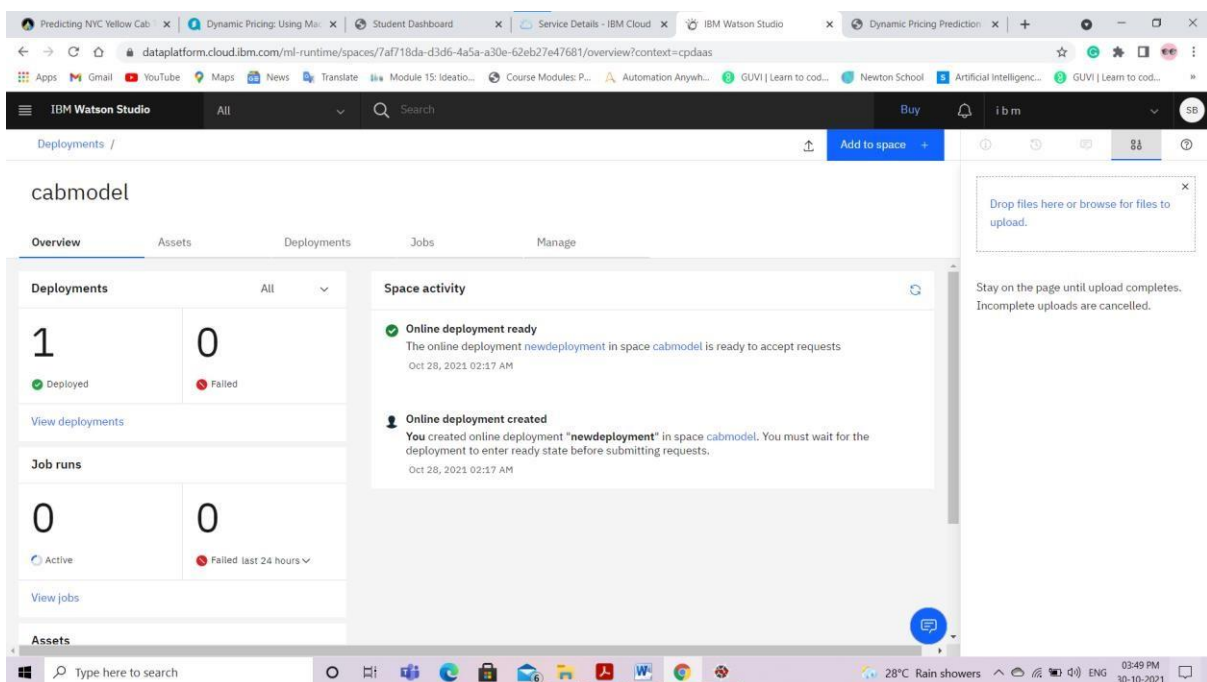 Predicting NYC Yellow Cab
Dynamic Pricing: Using Mac
Student Dashboard
Service Details - IBM Cloud
IBM Watson Studio
Dynamic Pricing Prediction
dataplatform.cloud.ibm.com/ml-runtime/spaces/7af718da-d3d6-4a5a-a30e-62eb27e47681/overview?context=cpdaas
Apps
Gmail
YouTube
Maps
News
Translate
Module 15: Ideatio...
Course Modules: P...
Automation Anywh...
GUVI | Learn to cod...
Newton School
Artificial Intelligenc...
GUVI | Learn to cod...
IBM Watson Studio
All
Search
Buy
i b m
SB
Deployments /
Add to space +
cabmodel
Overview
Assets
Deployments
Jobs
Manage
Drop files here or browse for files to
upload.
Stay on the page until upload completes.
Incomplete uploads are cancelled.
Deployments
All
1
0
Deployed
Failed
View deployments
Job runs
0
0
Active
Failed last 24 hours
View jobs
Assets
Space activity
Online deployment ready
The online deployment newdeployment in space cabmodel is ready to accept requests
Oct 28, 2021 02:17 AM
Online deployment created
You created online deployment "newdeployment" in space cabmodel. You must wait for the
deployment to enter ready state before submitting requests.
Oct 28, 2021 02:17 AM
Type here to search
28°C Rain showers
ENG
03:49 PM
30-10-2021